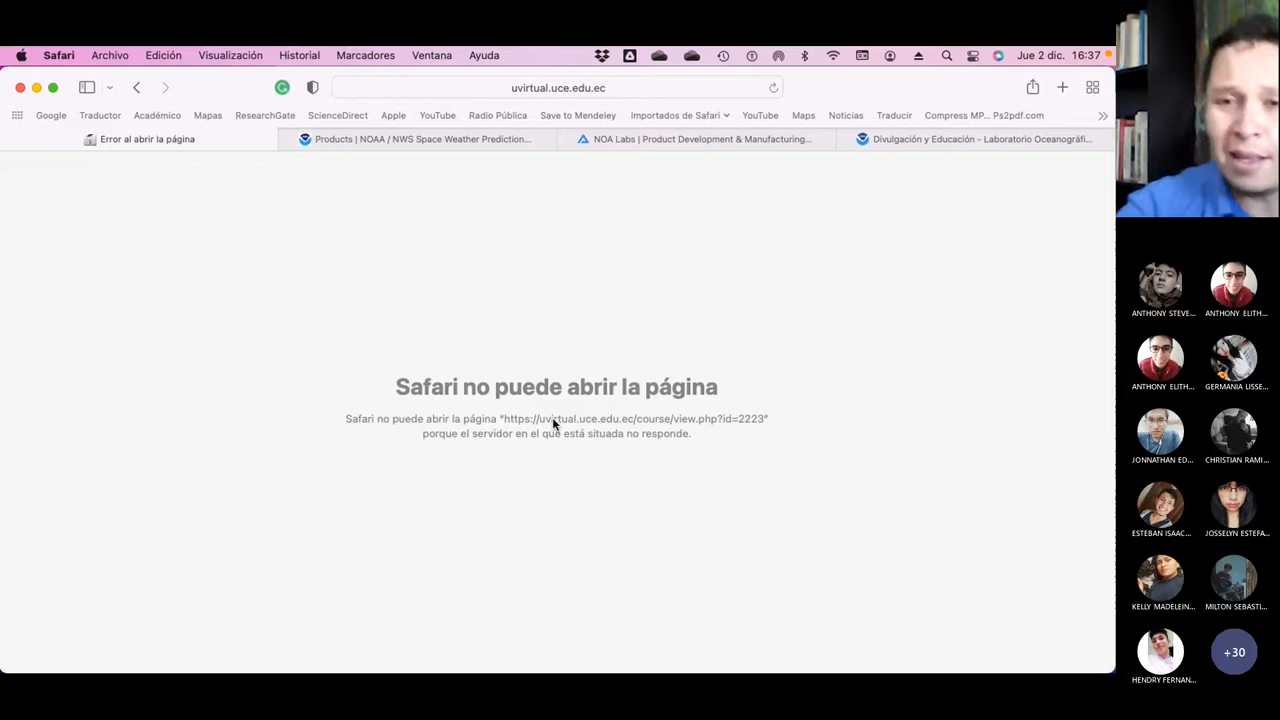 Safari Archivo Edición Visualización Historial Marcadores Ventana Ayuda Jue 2 dic. 16:37
uvirtual.uce.edu.ec
Google Traductor Académico Mapas ResearchGate ScienceDirect Apple YouTube Radio Pública Save to Mendeley Importados de Safari YouTube Maps Noticias Traducir Compress MP... Ps2pdf.com
Error al abrir la página
Products | NOAA / NWS Space Weather Prediction...
NOA Labs | Product Development & Manufacturing...
Divulgación y Educación - Laboratorio Oceanográfi...
Safari no puede abrir la página
Safari no puede abrir la página “https://uvirtual.uce.edu.ec/course/view.php?id=2223”
porque el servidor en el que está situada no responde.
ANTHONY STEVE... ANTHONY ELITH...
ANTHONY ELITH... GERMANIA LISSE...
JONNATHAN ED... CHRISTIAN RAMI...
ESTEBAN ISAAC... JOSSELYN ESTEFA...
KELLY MADELEIN... MILTON SEBASTI...
+30
HENDRY FERNAN...